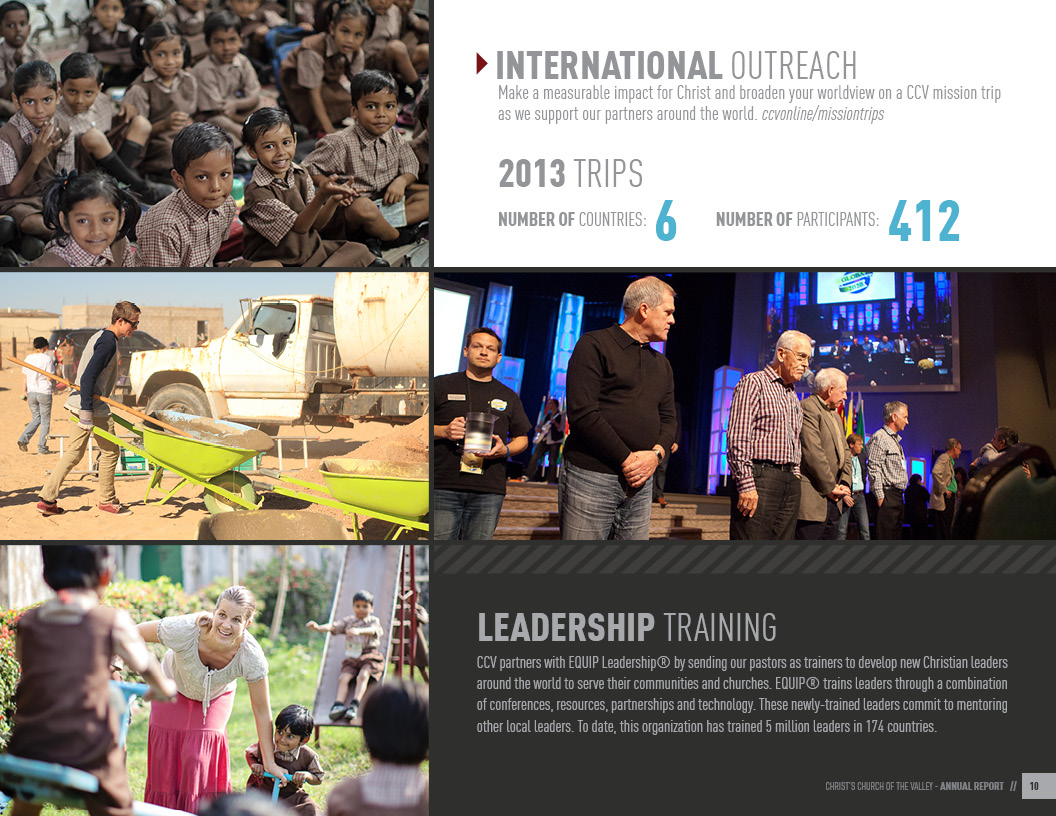 INTERNATIONAL OUTREACH
Make a measurable impact for Christ and broaden your worldview on a CCV mission trip
as we support our partners around the world. ccvonline/missiontrips
2013 TRIPS
NUMBER OF COUNTRIES: 6 NUMBER OF PARTICIPANTS: 412
GLOBAL
LEADERSHIP TRAINING
CCV partners with EQUIP Leadership® by sending our pastors as trainers to develop new Christian leaders
around the world to serve their communities and churches. EQUIP® trains leaders through a combination
of conferences, resources, partnerships and technology. These newly-trained leaders commit to mentoring
other local leaders. To date, this organization has trained 5 million leaders in 174 countries.
CHRIST'S CHURCH OF THE VALLEY - ANNUAL REPORT // 10